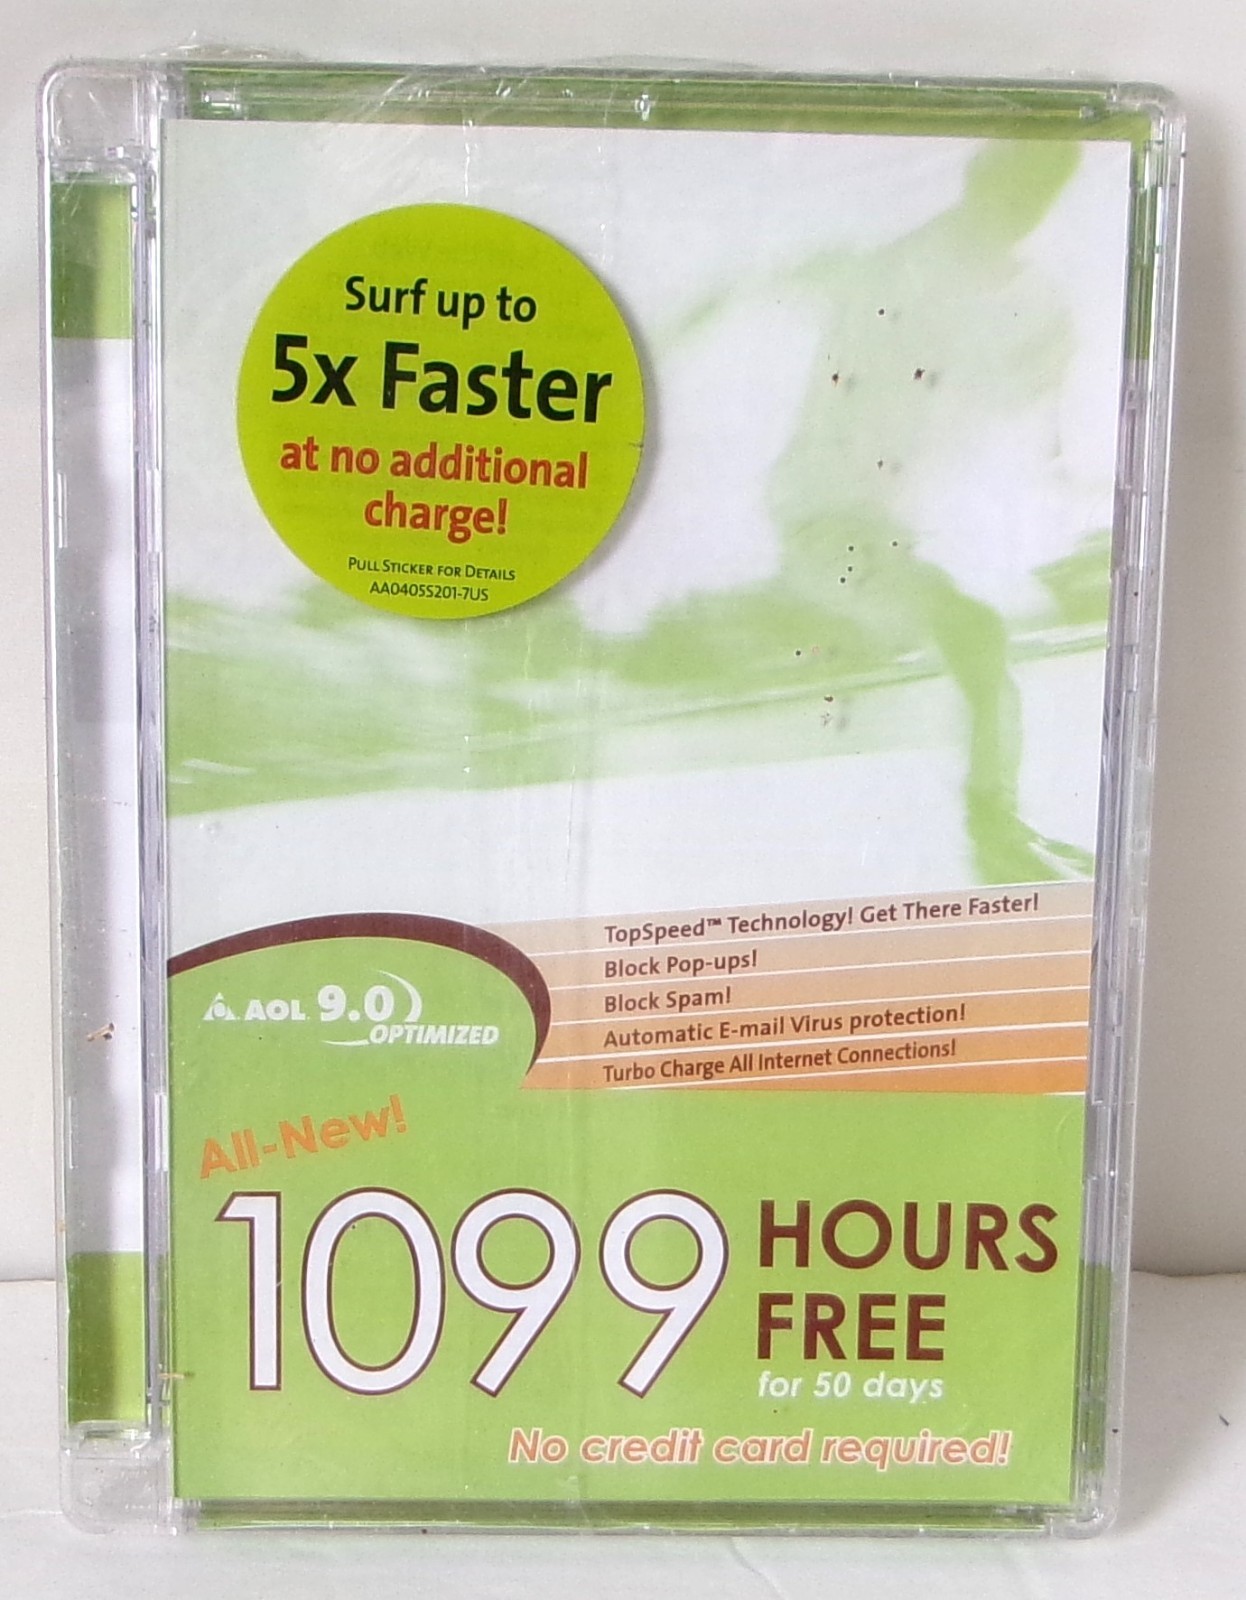 Surf up to
5x Faster
at no additional
charge!
PULL STICKER FOR DETAILS
AA0405S201-7US
TopSpeed™ Technology! Get There Faster!
Block Pop-ups!
Block Spam!
Automatic E-mail Virus protection!
Turbo Charge All Internet Connections!
AOL 9.0
OPTIMIZED
All-New!
1099 HOURS
FREE
for 50 days
No credit card required!